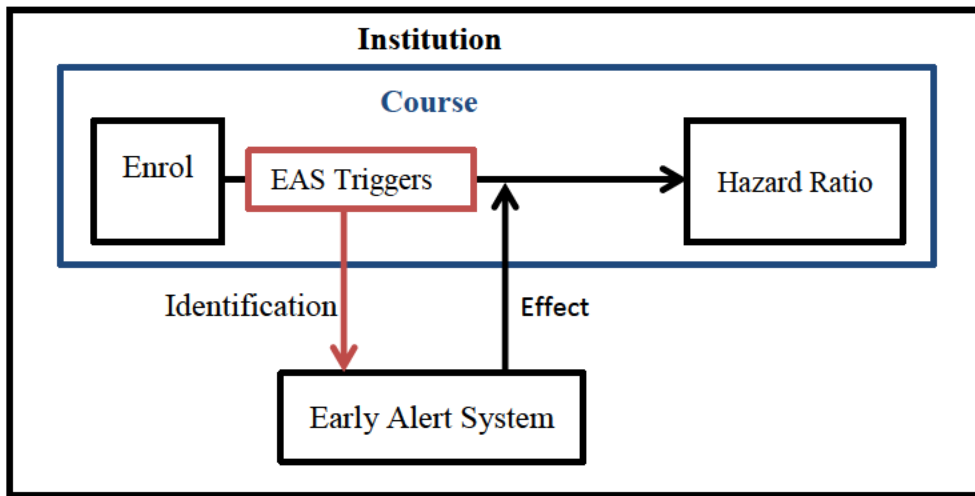 Institution
Course
Enrol
EAS Triggers
Hazard Ratio
Identification
Effect
Early Alert System